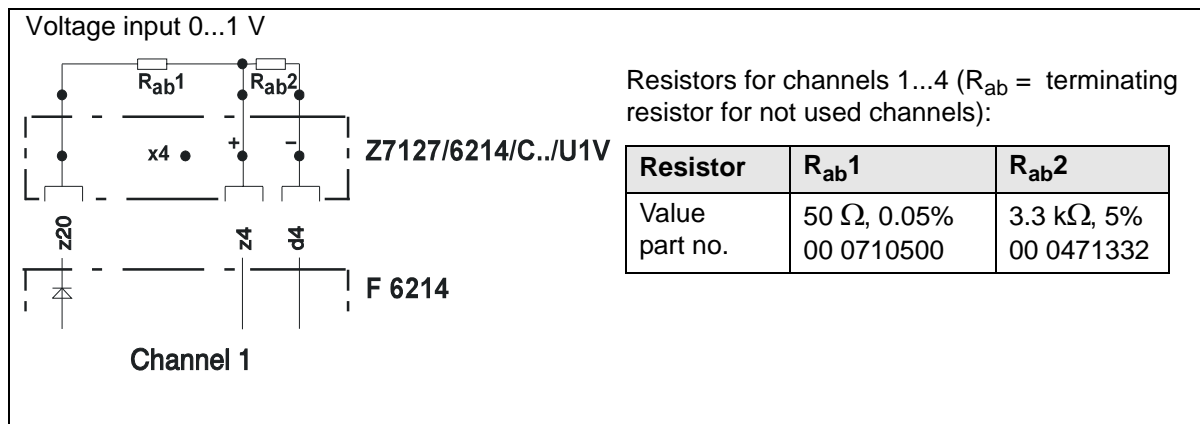 Voltage input 0...1 V
Rab1
Rab2
x4
+
−
Z7127/6214/C../U1V
z20
z4
d4
F 6214
Channel 1
Resistors for channels 1...4 (Rab = terminating
resistor for not used channels):
Resistor Rab1 Rab2
Value 50 Ω, 0.05% 3.3 kΩ, 5%
part no. 00 0710500 00 0471332